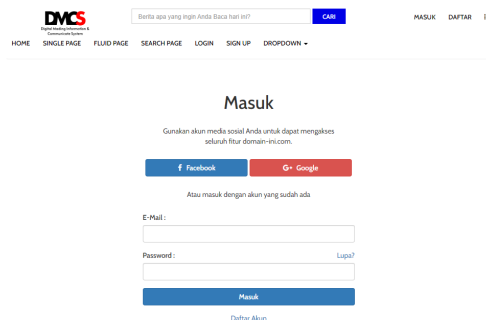 DMCS
Digital Meeting Information &
Communicate System
Berita apa yang ingin Anda Baca hari ini?
CARI
MASUK DAFTAR
HOME SINGLE PAGE FLUID PAGE SEARCH PAGE LOGIN SIGN UP DROPDOWN
Masuk
Gunakan akun media sosial Anda untuk dapat mengakses
seluruh fitur domain-ini.com.
f Facebook
G+ Google
Atau masuk dengan akun yang sudah ada
E-Mail :
Password : Lupa?
Masuk
Daftar Akun